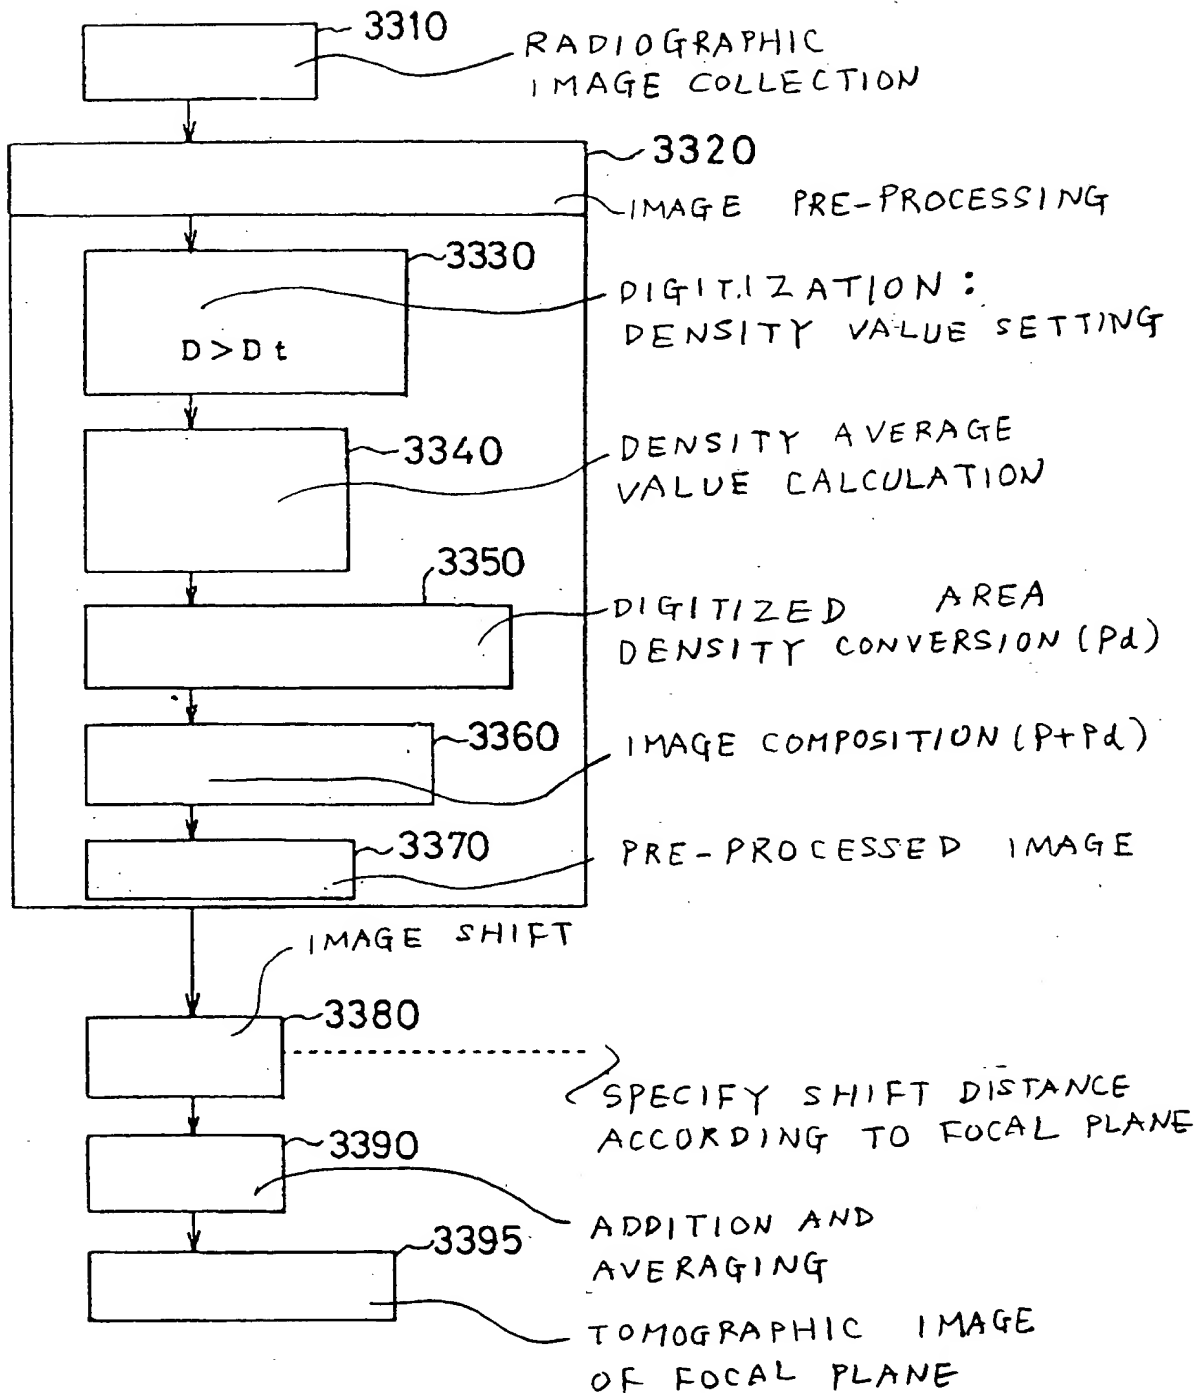 3310
RADIOGRAPHIC
IMAGE COLLECTION
3320
IMAGE PRE-PROCESSING
3330
DIGITIZATION:
DENSITY VALUE SETTING
D>Dt
3340
DENSITY AVERAGE
VALUE CALCULATION
3350
DIGITIZED AREA
DENSITY CONVERSION (Pd)
3360
IMAGE COMPOSITION (P+Pd)
3370
PRE-PROCESSED IMAGE
IMAGE SHIFT
3380
SPECIFY SHIFT DISTANCE
ACCORDING TO FOCAL PLANE
3390
ADDITION AND
AVERAGING
3395
TOMOGRAPHIC IMAGE
OF FOCAL PLANE